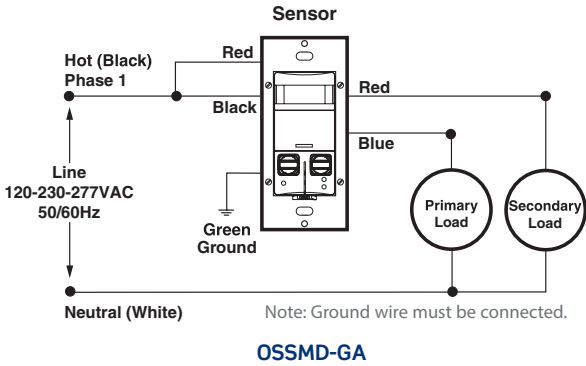 Sensor
Hot (Black)
Phase 1
Red
Black
Red
Blue
Line
120-230-277VAC
50/60Hz
Green
Ground
Primary
Load
Secondary
Load
Neutral (White)
Note: Ground wire must be connected.
OSSMD-GA